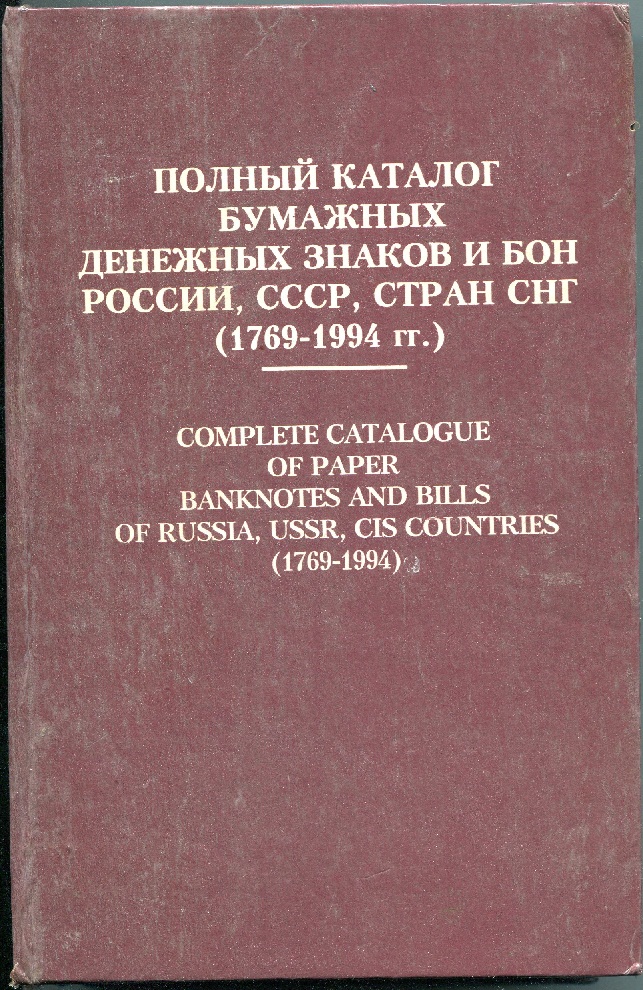 ПОЛНЫЙ КАТАЛОГ
БУМАЖНЫХ
ДЕНЕЖНЫХ ЗНАКОВ И БОН
РОССИИ, СССР, СТРАН СНГ
(1769-1994 гг.)
COMPLETE CATALOGUE
OF PAPER
BANKNOTES AND BILLS
OF RUSSIA, USSR, CIS COUNTRIES
(1769-1994)